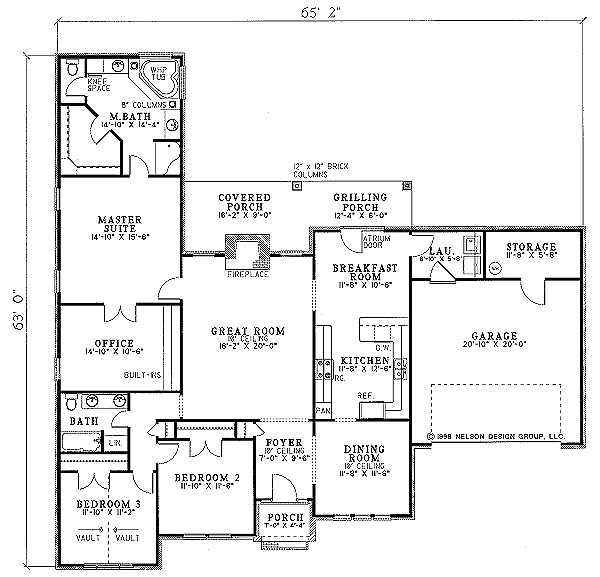 65' 2"
63' 0"
WHP
TUB
KNEE
SPACE
8" COLUMNS
M.BATH
14'-10" X 14'-4"
12" x 12" BRICK
COLUMNS
COVERED
PORCH
16'-2" X 9'-0"
GRILLING
PORCH
12'-4" X 6'-0"
MASTER
SUITE
14'-10" X 15'-6"
FIREPLACE
ATRIUM
DOOR
LAU.
6'-10" X 5'-8"
STORAGE
11'-8" X 5'-8"
BREAKFAST
ROOM
11'-8" X 10'-6"
GREAT ROOM
10' CEILING
16'-2" X 20'-0"
OFFICE
14'-10" X 10'-6"
BUILT-INS
GARAGE
20'-10" X 20'-0"
D.W.
KITCHEN
11'-8" X 12'-6"
RG.
REF.
PAN
BATH
LIN.
FOYER
10' CEILING
7'-0" X 9'-6"
DINING
ROOM
10' CEILING
11'-8" X 11'-6"
© 1998 NELSON DESIGN GROUP, LLC.
BEDROOM 2
11'-10" X 11'-6"
BEDROOM 3
11'-10" X 11'-2"
VAULT
VAULT
PORCH
7'-0" X 4'-4"